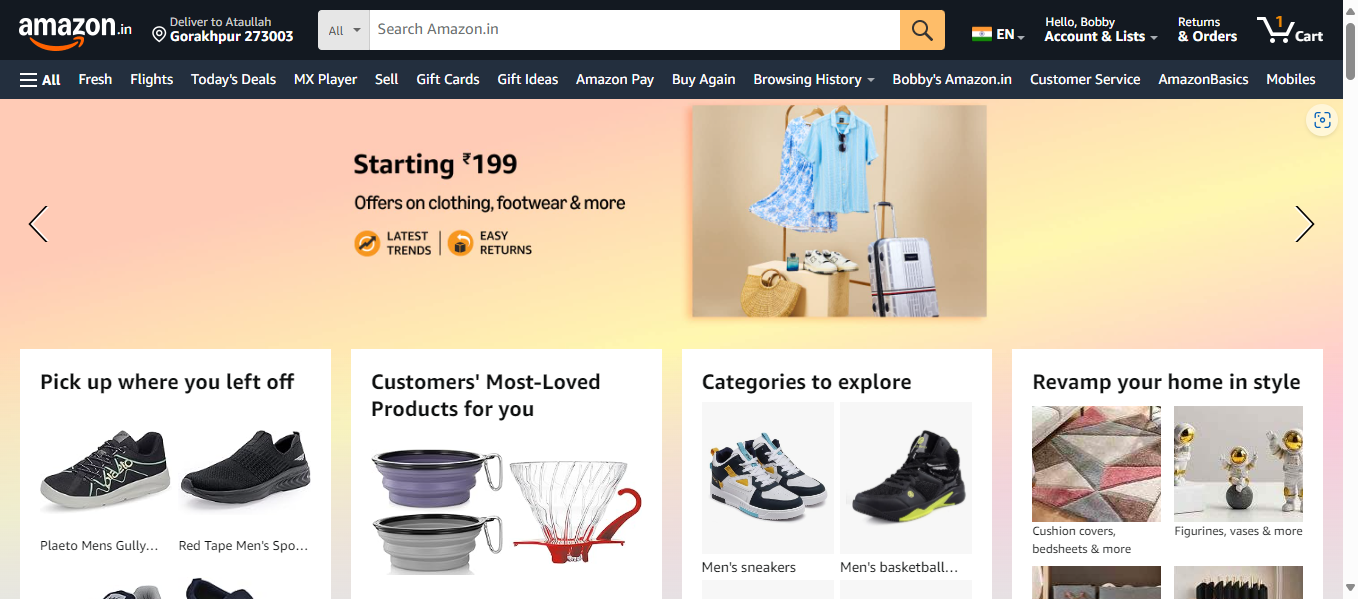 amazon.in
Deliver to Ataullah
Gorakhpur 273003
All
Search Amazon.in
EN
Hello, Bobby
Account & Lists
Returns
& Orders
1
Cart
All
Fresh
Flights
Today's Deals
MX Player
Sell
Gift Cards
Gift Ideas
Amazon Pay
Buy Again
Browsing History
Bobby's Amazon.in
Customer Service
AmazonBasics
Mobiles
Starting ₹199
Offers on clothing, footwear & more
LATEST
TRENDS
EASY
RETURNS
Pick up where you left off
Plaeto Mens Gully…
Red Tape Men's Spo…
Customers' Most-Loved
Products for you
Categories to explore
Men's sneakers
Men's basketball…
Revamp your home in style
Cushion covers,
bedsheets & more
Figurines, vases & more